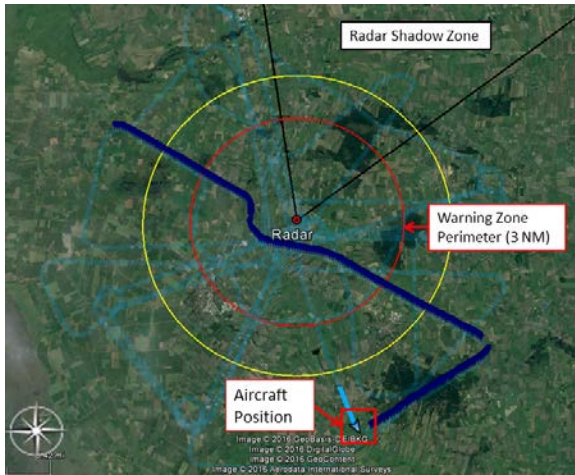 Radar Shadow Zone
Radar
Warning Zone
Perimeter (3 NM)
Aircraft
Position
Image © 2016 GeoBasis-DE/BKG
Image © 2016 DigitalGlobe
Image © 2016 GeoContent
Image © 2016 Aerodata International Surveys